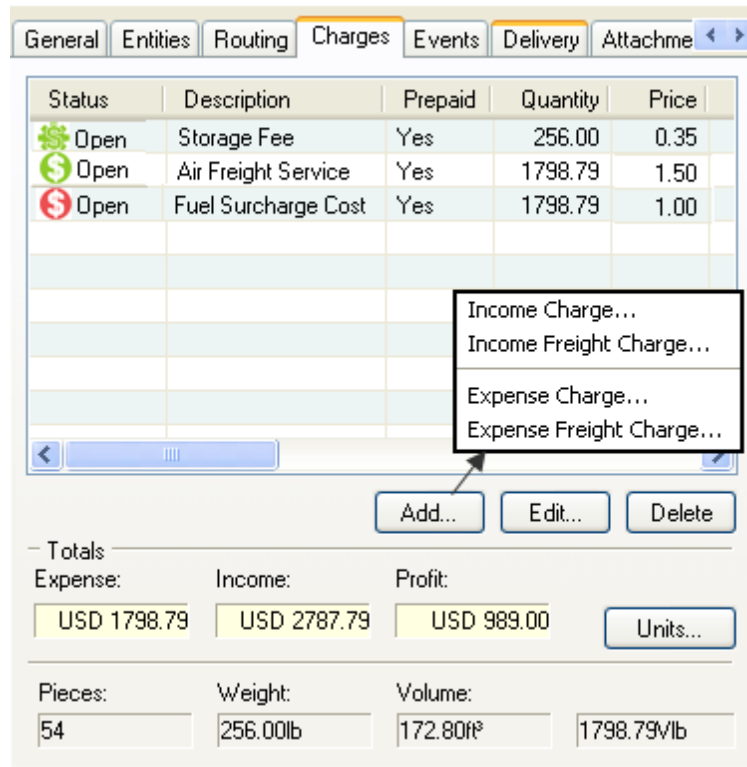 General Entities Routing Charges Events Delivery Attachme
Status Description Prepaid Quantity Price
Open Storage Fee Yes 256.00 0.35
Open Air Freight Service Yes 1798.79 1.50
Open Fuel Surcharge Cost Yes 1798.79 1.00
Income Charge...
Income Freight Charge...
Expense Charge...
Expense Freight Charge...
Add... Edit... Delete
Totals
Expense: Income: Profit:
USD 1798.79 USD 2787.79 USD 989.00 Units...
Pieces: Weight: Volume:
54 256.00lb 172.80ft³ 1798.79Vlb